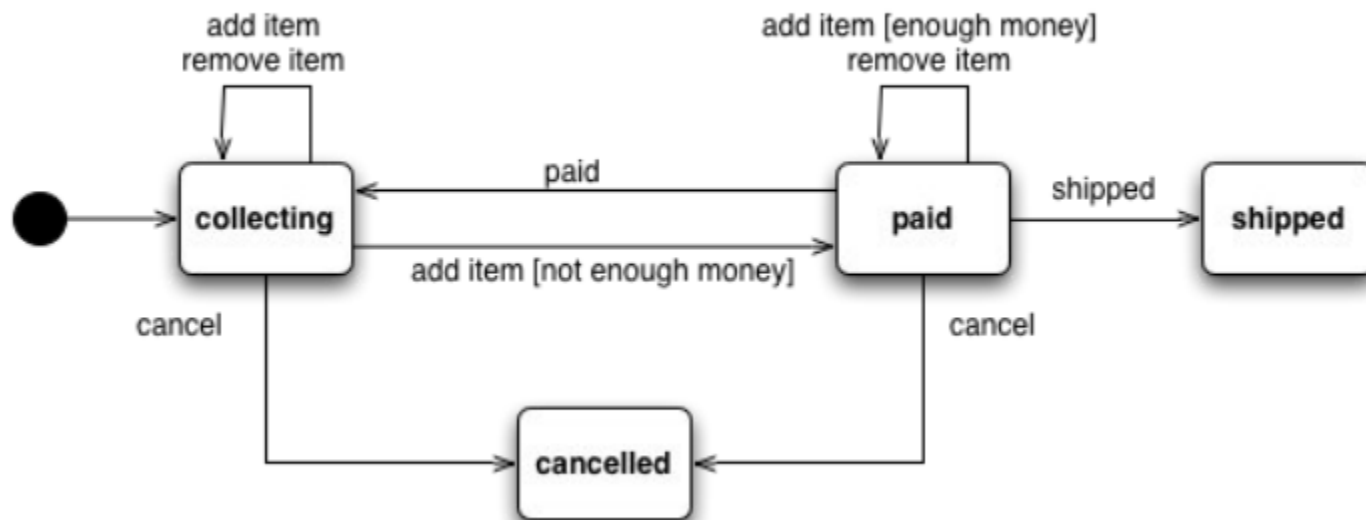 add item
remove item
add item [enough money]
remove item
paid
collecting
paid
shipped
shipped
add item [not enough money]
cancel
cancel
cancelled